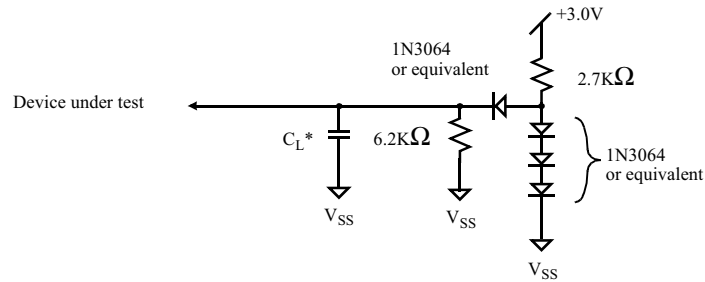 +3.0V
1N3064
or equivalent
2.7KΩ
Device under test
C_L*
6.2KΩ
1N3064
or equivalent
V_SS
V_SS
V_SS